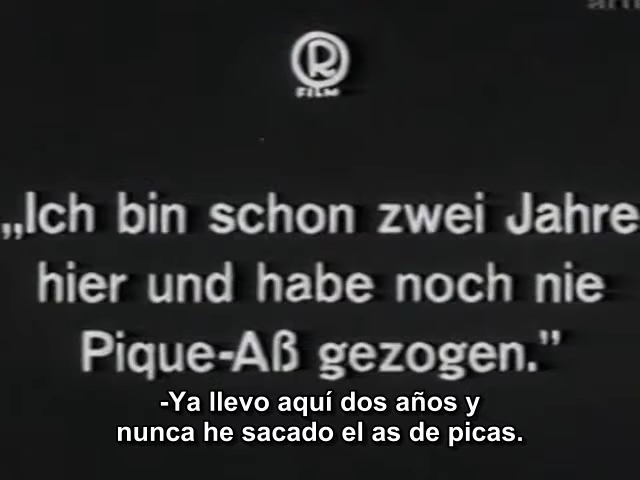 arte
R
FILM
„Ich bin schon zwei Jahre
hier und habe noch nie
Pique-Aß gezogen.”
-Ya llevo aquí dos años y
nunca he sacado el as de picas.